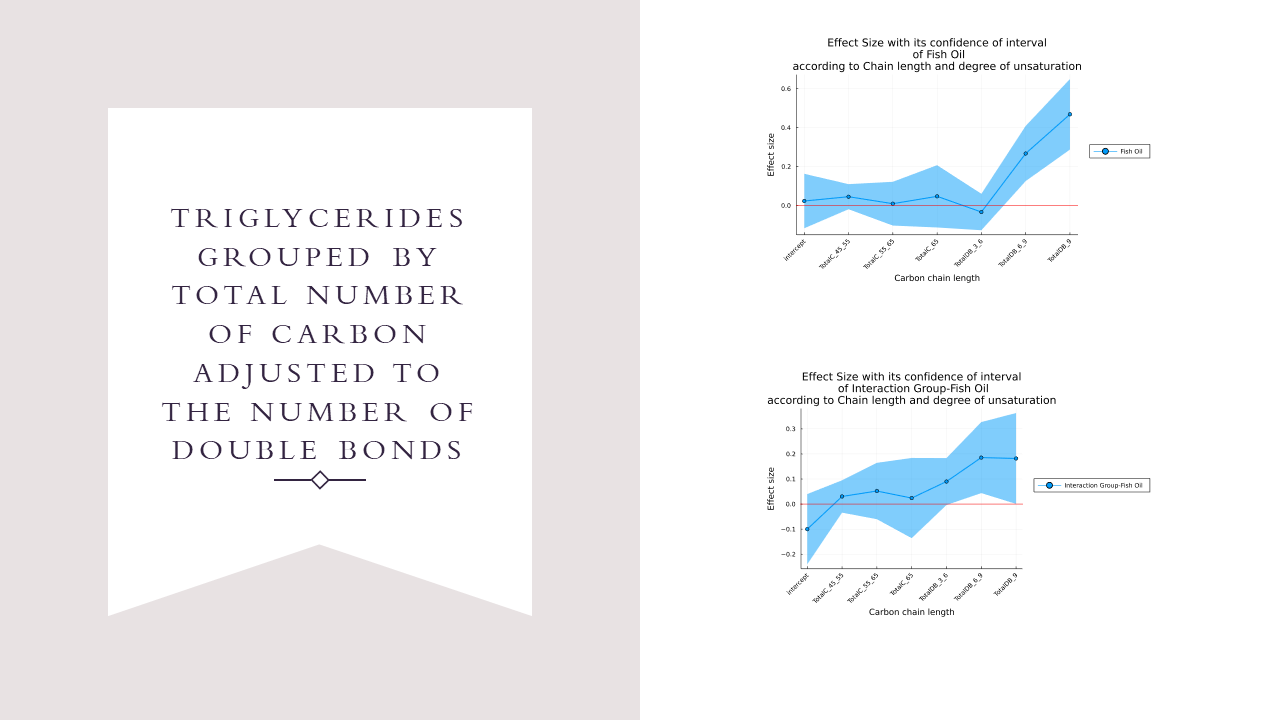 TRIGLYCERIDES
GROUPED BY
TOTAL NUMBER
OF CARBON
ADJUSTED TO
THE NUMBER OF
DOUBLE BONDS
Effect Size with its confidence of interval
of Fish Oil
according to Chain length and degree of unsaturation
Effect size
0.6
0.4
0.2
0.0
intercept
TotalC_45_55
TotalC_55_65
TotalC_65
TotalDB_3_6
TotalDB_6_9
TotalDB_9
Carbon chain length
Fish Oil
Effect Size with its confidence of interval
of Interaction Group-Fish Oil
according to Chain length and degree of unsaturation
Effect size
0.3
0.2
0.1
0.0
−0.1
−0.2
intercept
TotalC_45_55
TotalC_55_65
TotalC_65
TotalDB_3_6
TotalDB_6_9
TotalDB_9
Carbon chain length
Interaction Group-Fish Oil